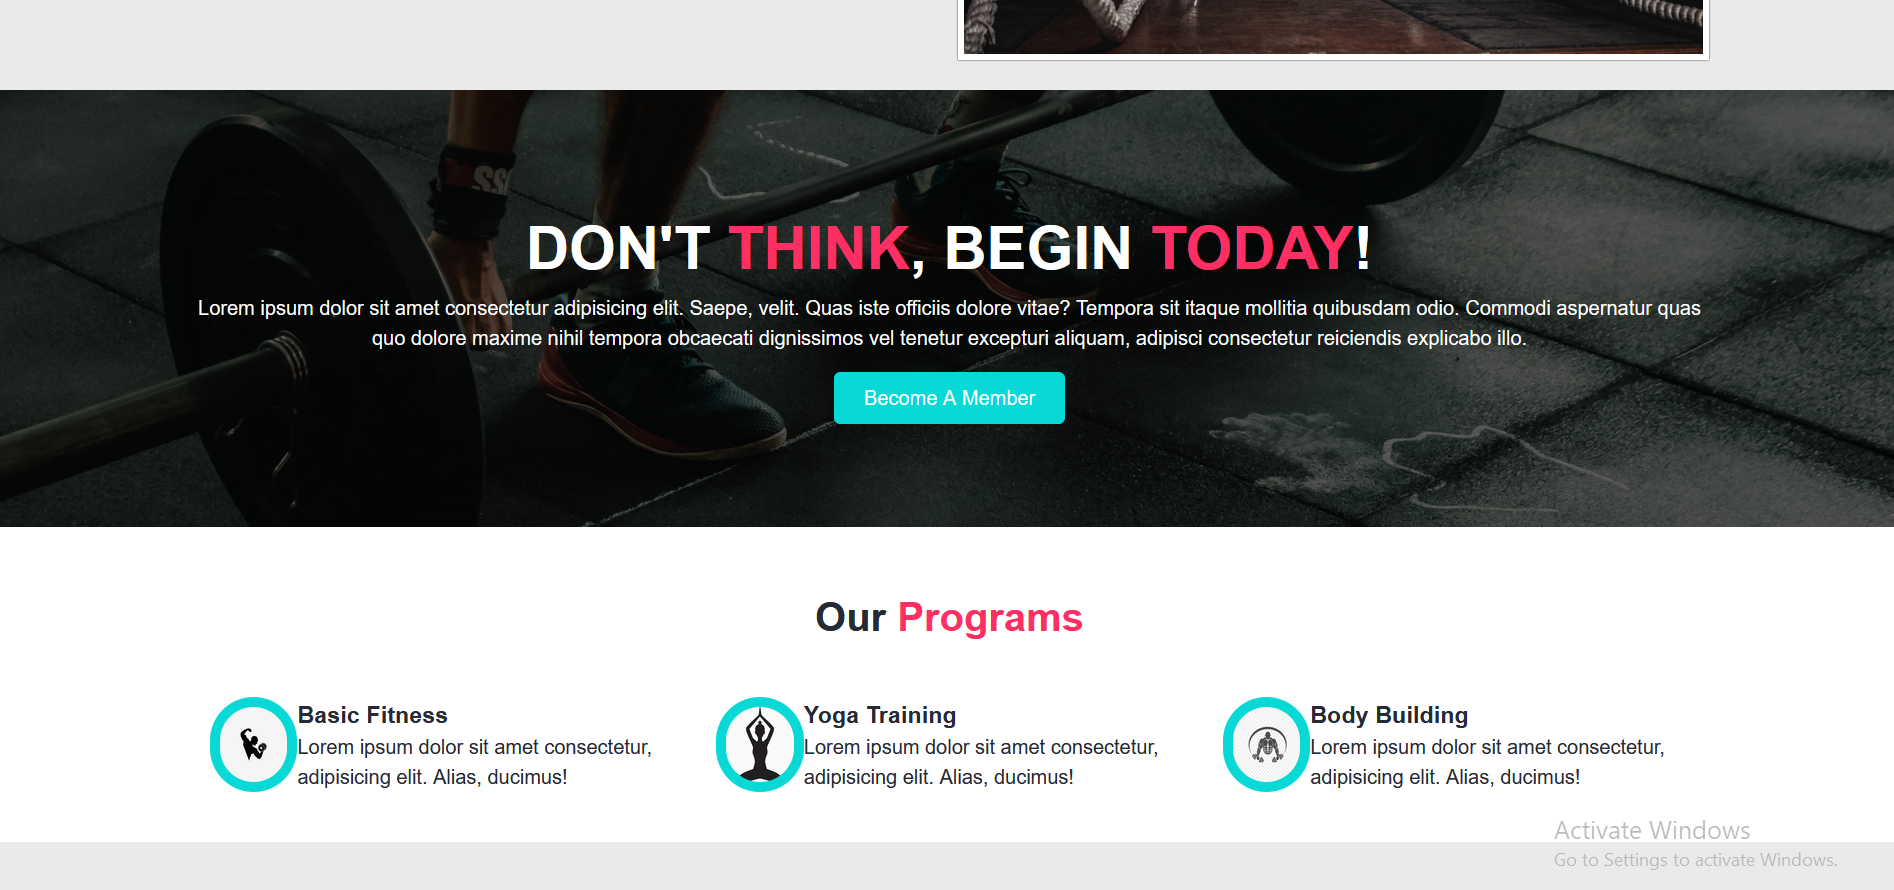 DON'T THINK, BEGIN TODAY!
Lorem ipsum dolor sit amet consectetur adipisicing elit. Saepe, velit. Quas iste officiis dolore vitae? Tempora sit itaque mollitia quibusdam odio. Commodi aspernatur quas
quo dolore maxime nihil tempora obcaecati dignissimos vel tenetur excepturi aliquam, adipisci consectetur reiciendis explicabo illo.
Become A Member
Our Programs
Basic Fitness
Lorem ipsum dolor sit amet consectetur,
adipisicing elit. Alias, ducimus!
Yoga Training
Lorem ipsum dolor sit amet consectetur,
adipisicing elit. Alias, ducimus!
Body Building
Lorem ipsum dolor sit amet consectetur,
adipisicing elit. Alias, ducimus!
Activate Windows
Go to Settings to activate Windows.